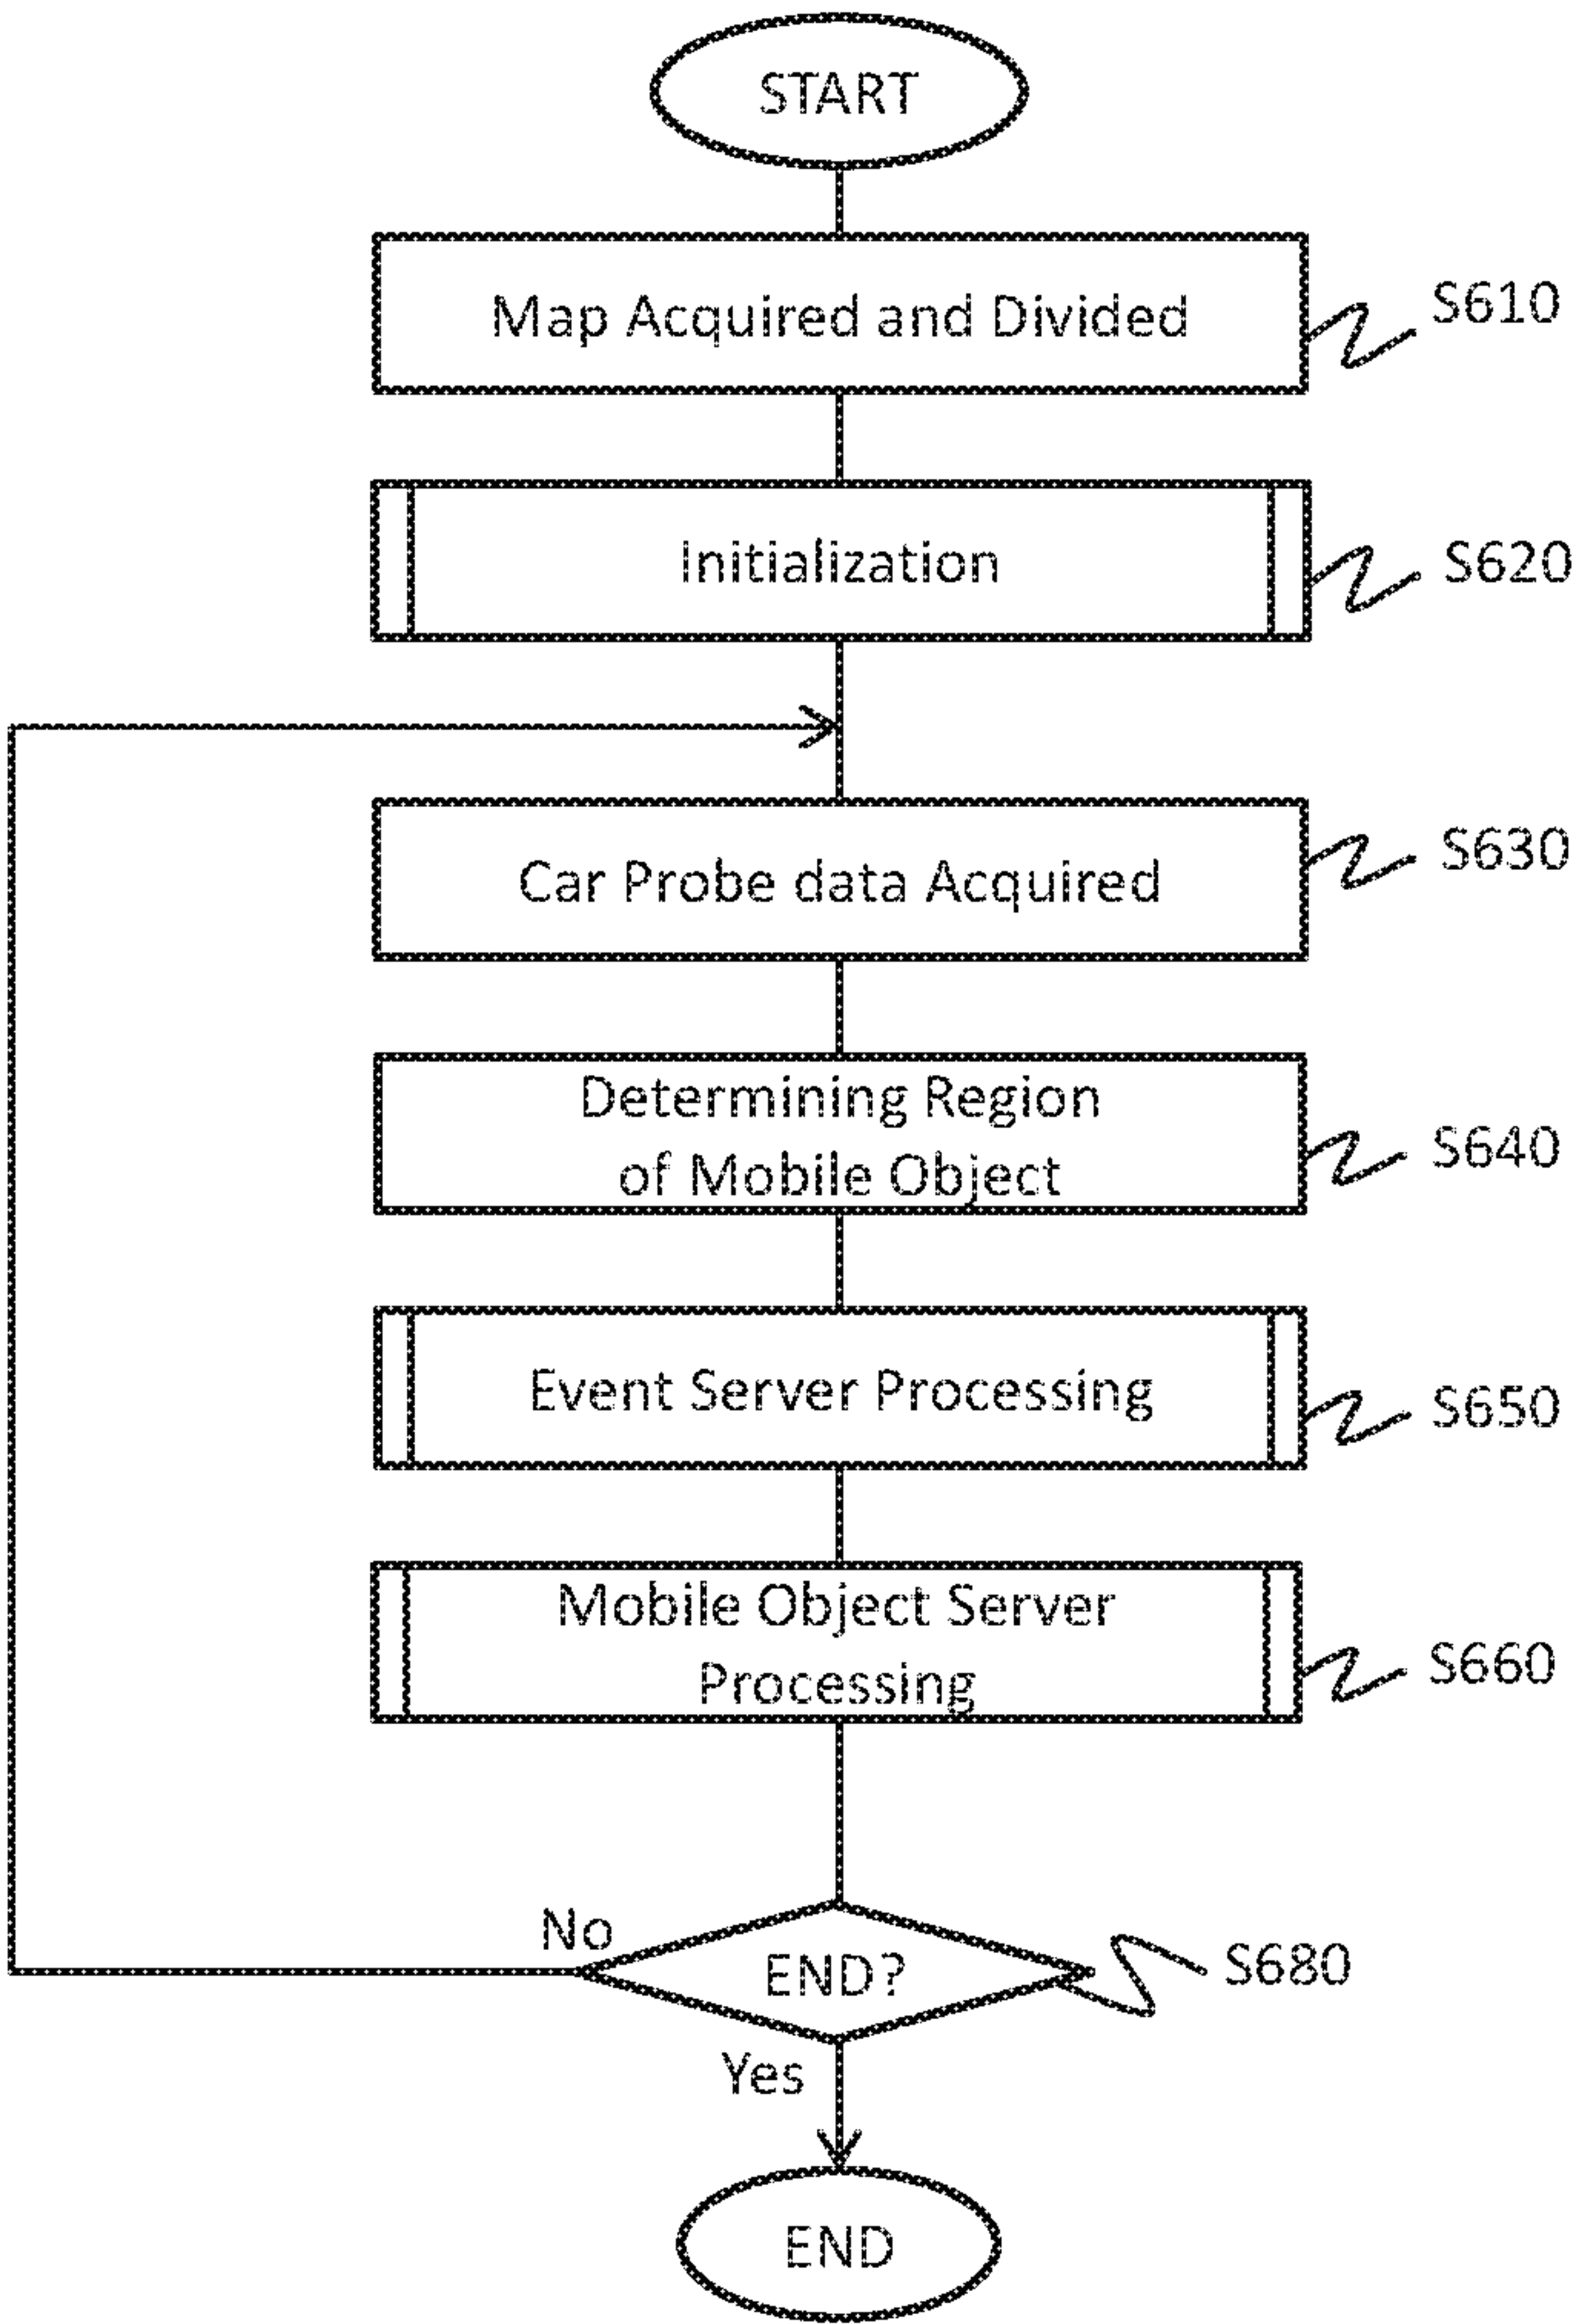 START
Map Acquired and Divided
S610
Initialization
S620
Car Probe data Acquired
S630
Determining Region
of Mobile Object
S640
Event Server Processing
S650
Mobile Object Server
Processing
S660
No
END?
S680
Yes
END